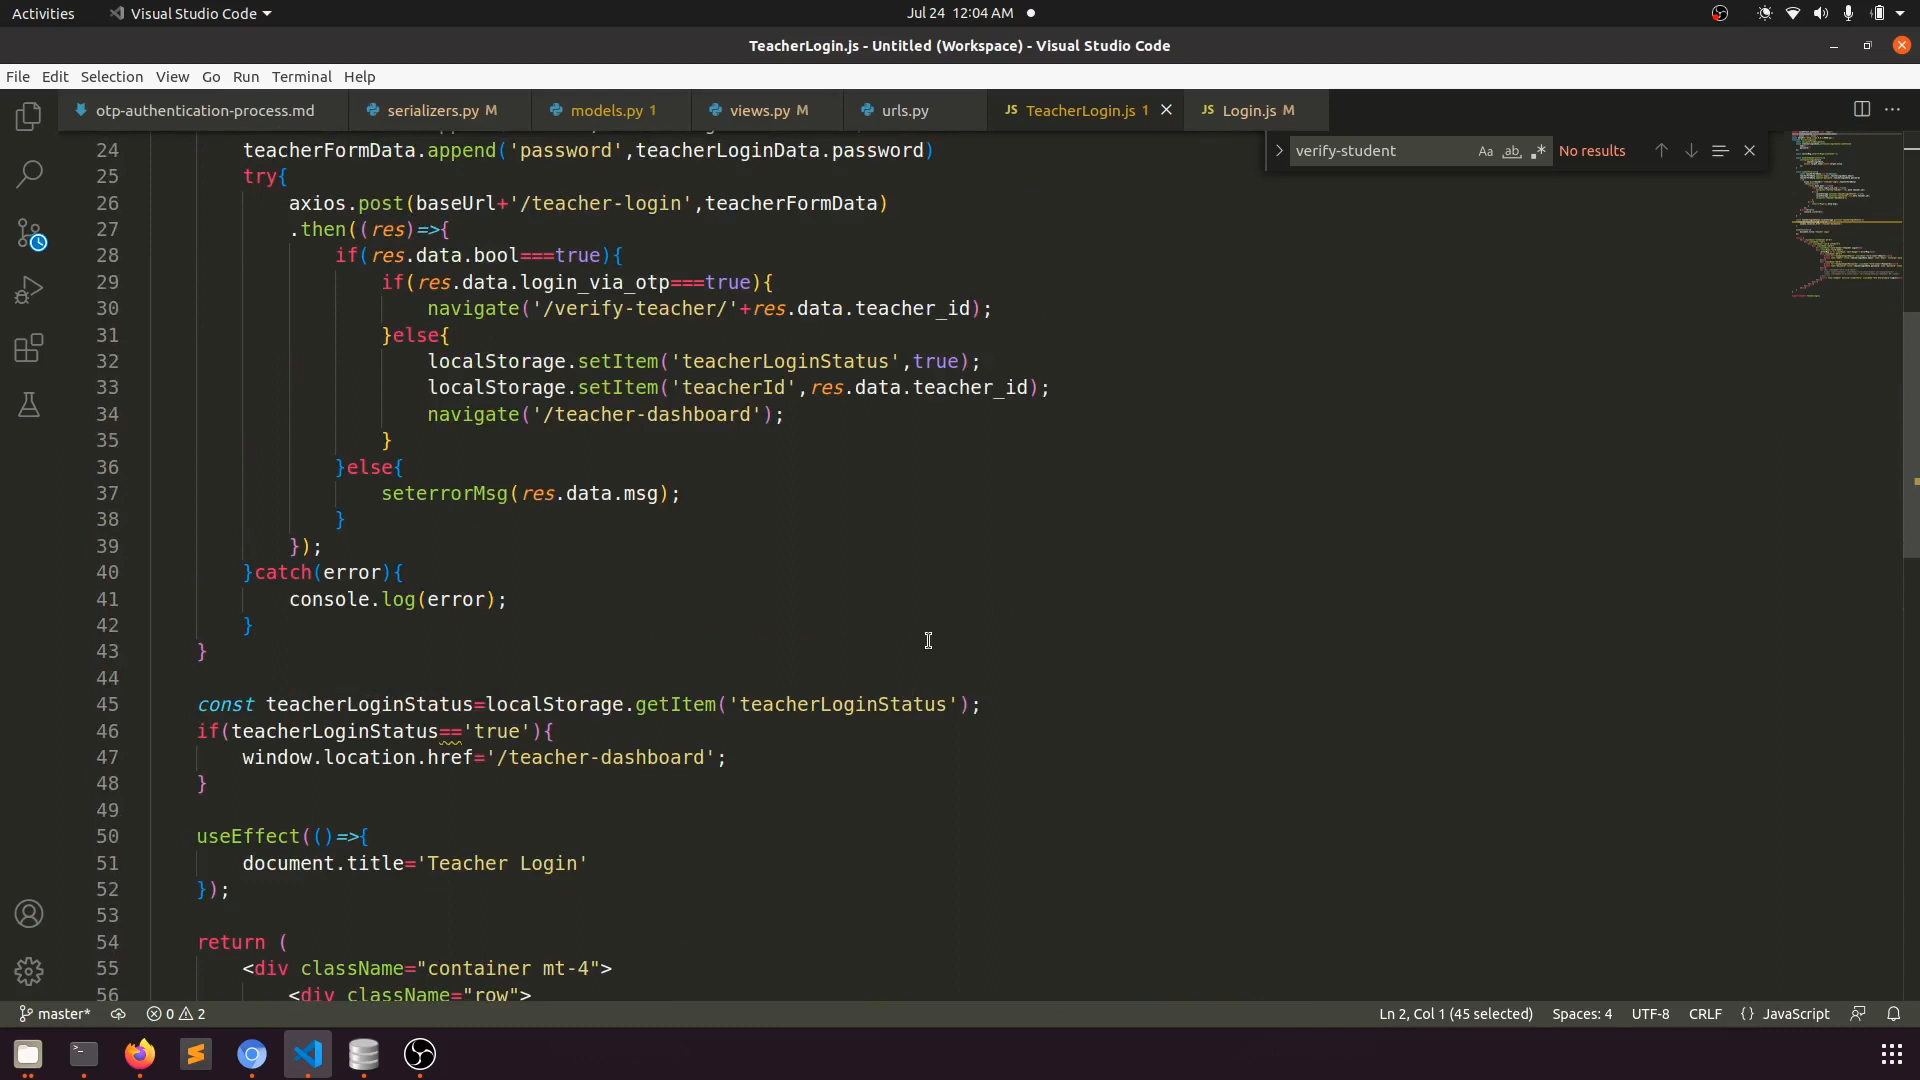 Activities Visual Studio Code Jul 24 12:04 AM
TeacherLogin.js - Untitled (Workspace) - Visual Studio Code
File Edit Selection View Go Run Terminal Help
otp-authentication-process.md serializers.py M models.py 1 views.py M urls.py JS TeacherLogin.js 1 JS Login.js M
verify-student Aa ab .* No results
24 teacherFormData.append('password',teacherLoginData.password)
25 try{
26 axios.post(baseUrl+'/teacher-login',teacherFormData)
27 .then((res)=>{
28 if(res.data.bool===true){
29 if(res.data.login_via_otp===true){
30 navigate('/verify-teacher/'+res.data.teacher_id);
31 }else{
32 localStorage.setItem('teacherLoginStatus',true);
33 localStorage.setItem('teacherId',res.data.teacher_id);
34 navigate('/teacher-dashboard');
35 }
36 }else{
37 seterrorMsg(res.data.msg);
38 }
39 });
40 }catch(error){
41 console.log(error);
42 }
43 }
44
45 const teacherLoginStatus=localStorage.getItem('teacherLoginStatus');
46 if(teacherLoginStatus=='true'){
47 window.location.href='/teacher-dashboard';
48 }
49
50 useEffect(()=>{
51 document.title='Teacher Login'
52 });
53
54 return (
55 <div className="container mt-4">
56 <div className="row">
master* 0 2 Ln 2, Col 1 (45 selected) Spaces: 4 UTF-8 CRLF {} JavaScript